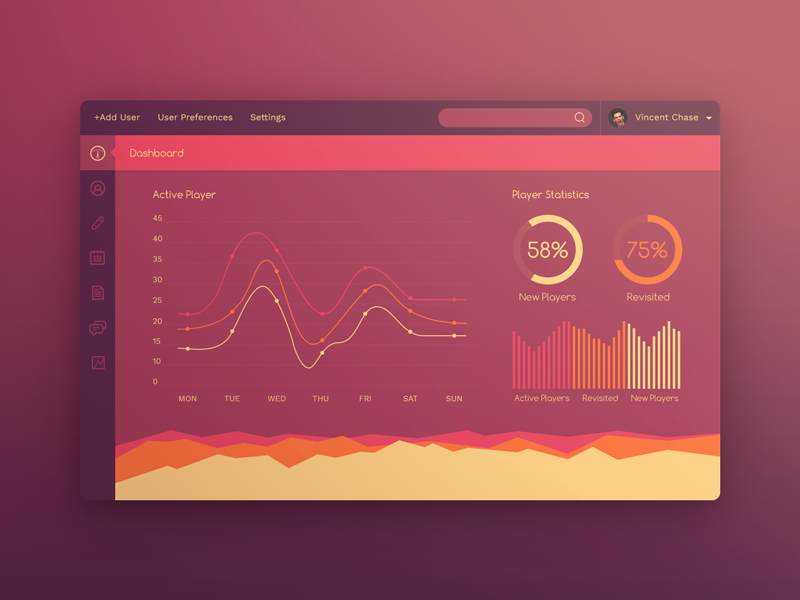 +Add User User Preferences Settings Vincent Chase
Dashboard
Active Player
45
40
35
30
25
20
15
10
0
MON TUE WED THU FRI SAT SUN
Player Statistics
58% 75%
New Players Revisited
Active Players Revisited New Players